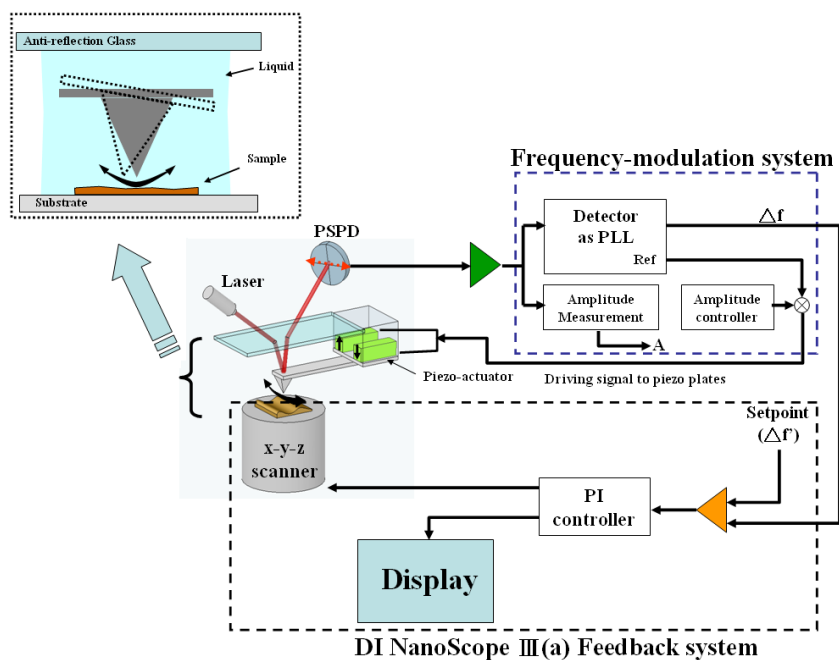 Anti-reflection Glass
Liquid
Sample
Substrate
Frequency-modulation system
PSPD
Detector
as PLL
△f
Ref
Laser
Amplitude
Measurement
Amplitude
controller
A
Piezo-actuator
Driving signal to piezo plates
x-y-z
scanner
Setpoint
(△f')
PI
controller
Display
DI NanoScope Ⅲ(a) Feedback system